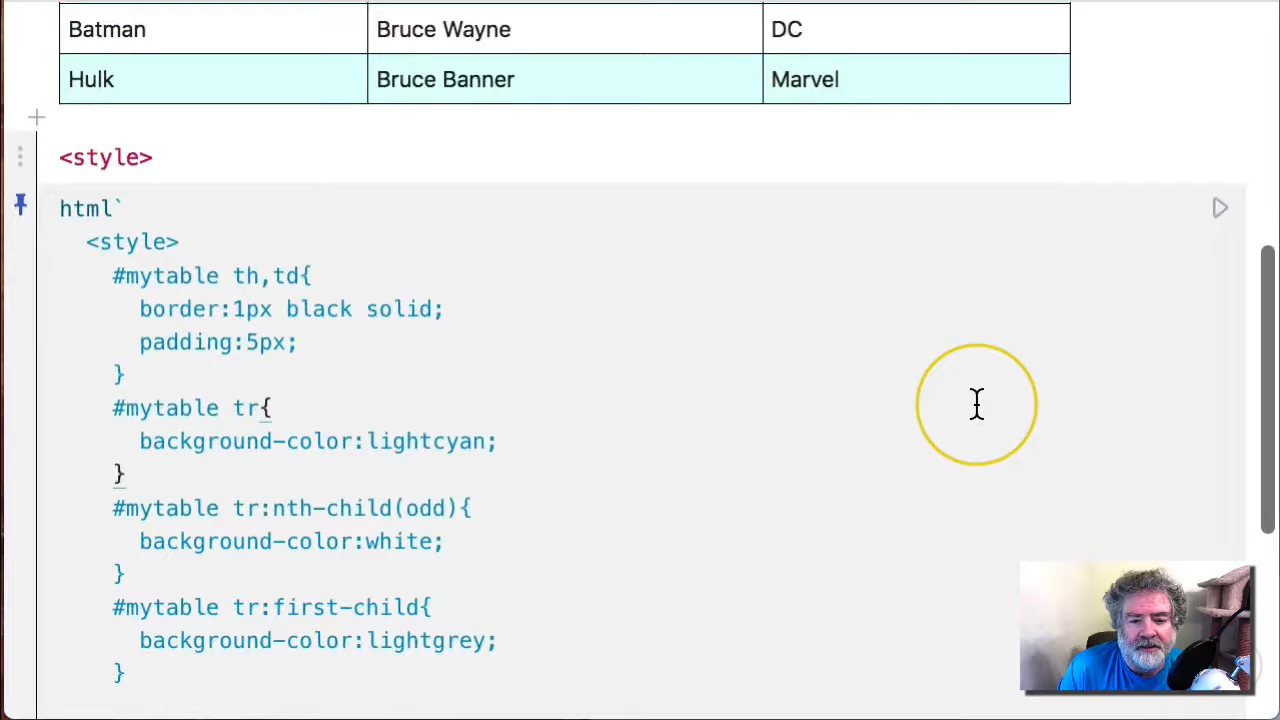 Batman Bruce Wayne DC
Hulk Bruce Banner Marvel
<style>
html`
<style>
#mytable th,td{
border:1px black solid;
padding:5px;
}
#mytable tr{
background-color:lightcyan;
}
#mytable tr:nth-child(odd){
background-color:white;
}
#mytable tr:first-child{
background-color:lightgrey;
}